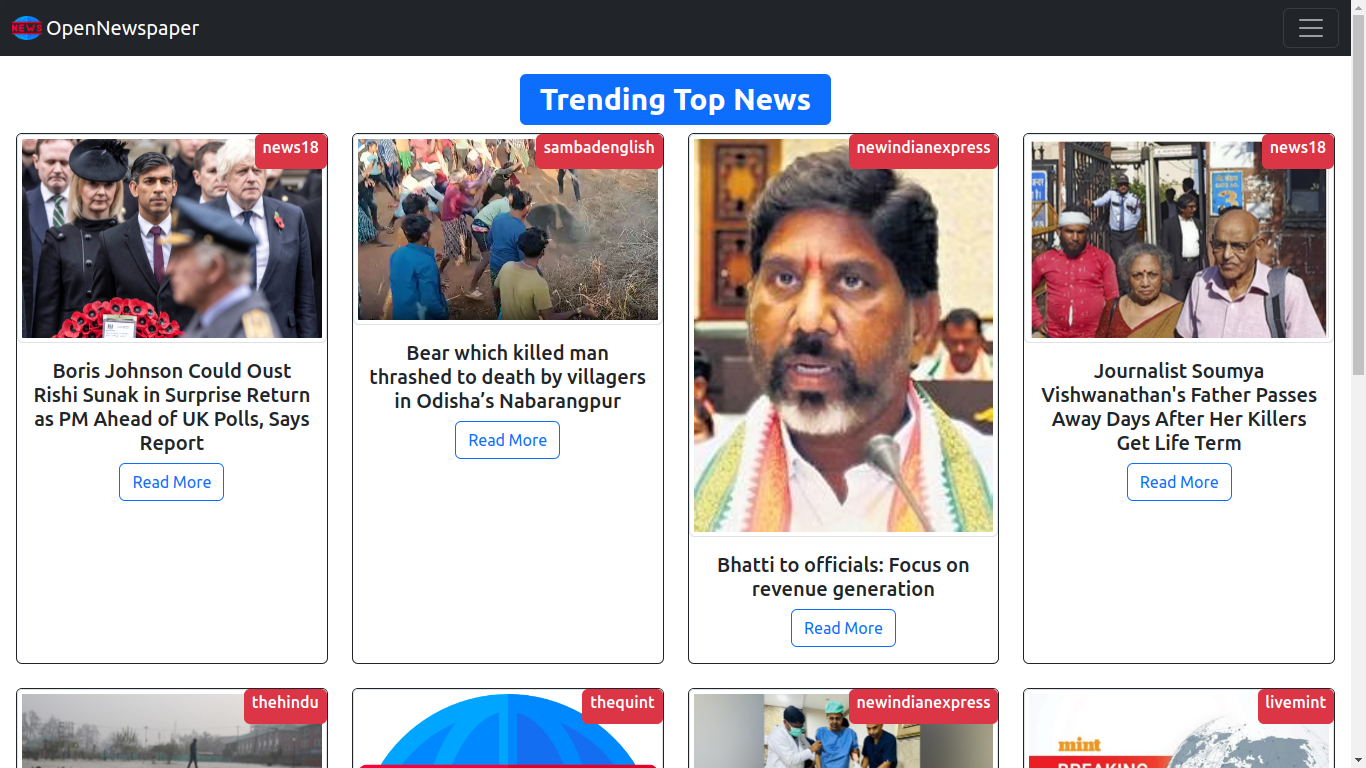 NEWS OpenNewspaper
Trending Top News
news18
Boris Johnson Could Oust
Rishi Sunak in Surprise Return
as PM Ahead of UK Polls, Says
Report
Read More
sambadenglish
Bear which killed man
thrashed to death by villagers
in Odisha’s Nabarangpur
Read More
newindianexpress
Bhatti to officials: Focus on
revenue generation
Read More
news18
3
Journalist Soumya
Vishwanathan's Father Passes
Away Days After Her Killers
Get Life Term
Read More
thehindu
thequint
newindianexpress
livemint
mint
BREAKING